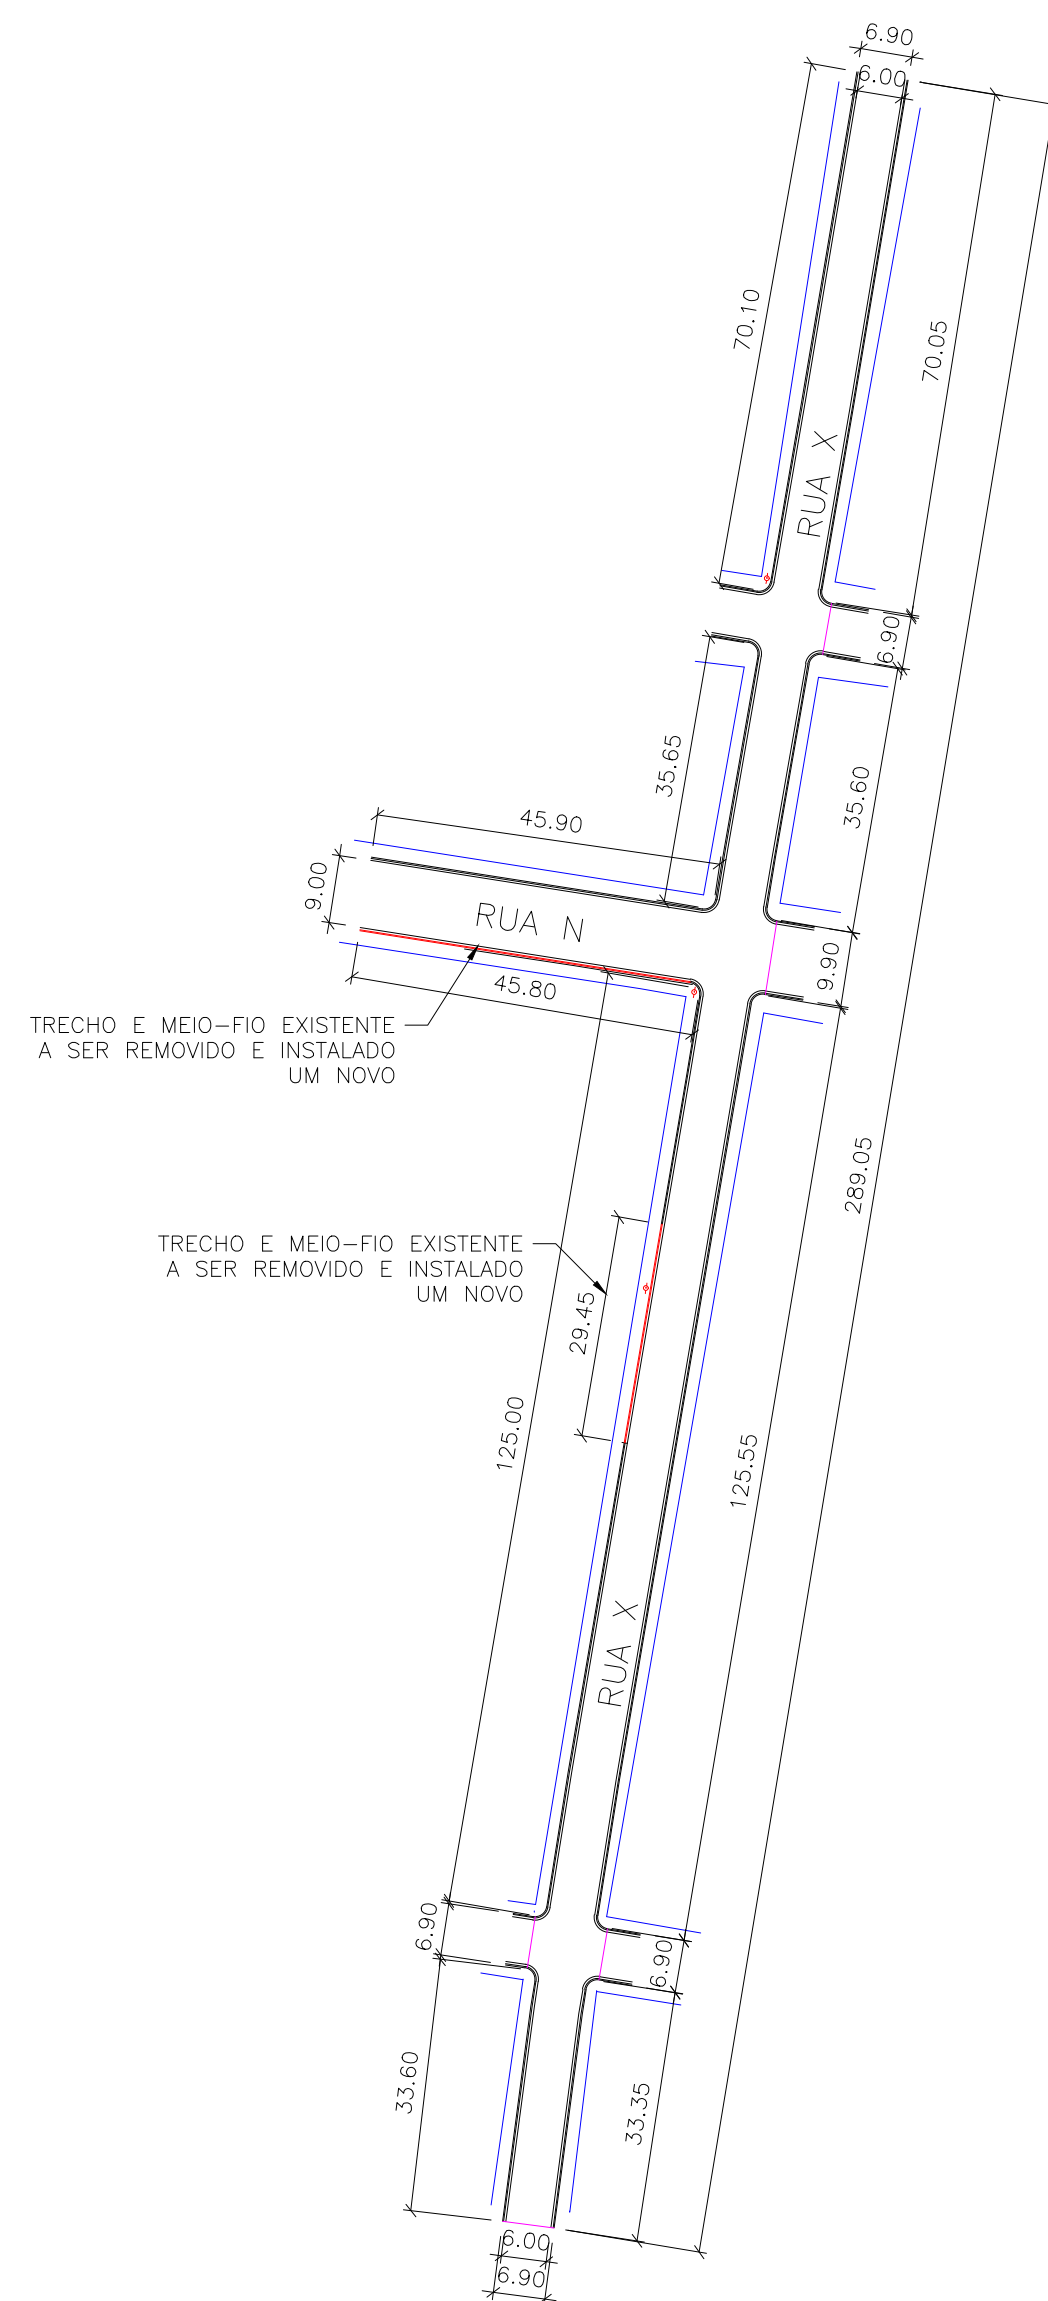 6.90
6.00
70.10
70.05
RUA X
6.90
35.65
35.60
45.90
9.00
RUA N
9.90
45.80
TRECHO E MEIO-FIO EXISTENTE
A SER REMOVIDO E INSTALADO
UM NOVO
289.05
TRECHO E MEIO-FIO EXISTENTE
A SER REMOVIDO E INSTALADO
UM NOVO
29.45
125.00
125.55
RUA X
6.90
6.90
33.60
33.35
6.00
6.90